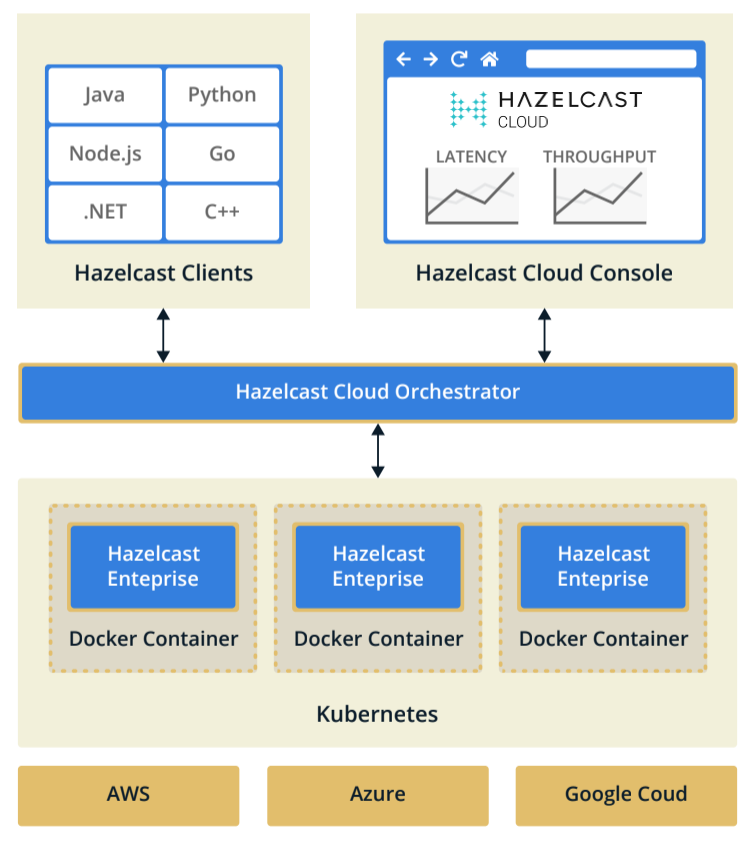 Java
Python
Node.js
Go
.NET
C++
Hazelcast Clients
HAZELCAST
CLOUD
LATENCY
THROUGHPUT
Hazelcast Cloud Console
Hazelcast Cloud Orchestrator
Hazelcast
Enteprise
Docker Container
Hazelcast
Enteprise
Docker Container
Hazelcast
Enteprise
Docker Container
Kubernetes
AWS
Azure
Google Coud